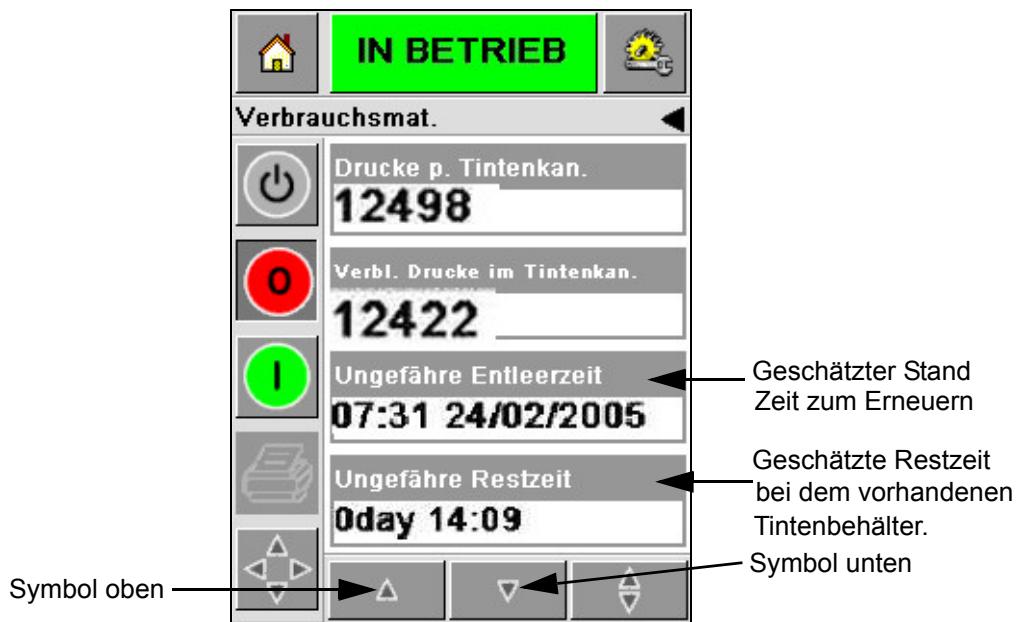 IN BETRIEB
Verbrauchsmat.
Drucke p. Tintenkan.
12498
Verbl. Drucke im Tintenkan.
12422
Ungefähre Entleerzeit
07:31 24/02/2005
Ungefähre Restzeit
0day 14:09
0
I
Geschätzter Stand
Zeit zum Erneuern
Geschätzte Restzeit
bei dem vorhandenen
Tintenbehälter.
Symbol unten
Symbol oben